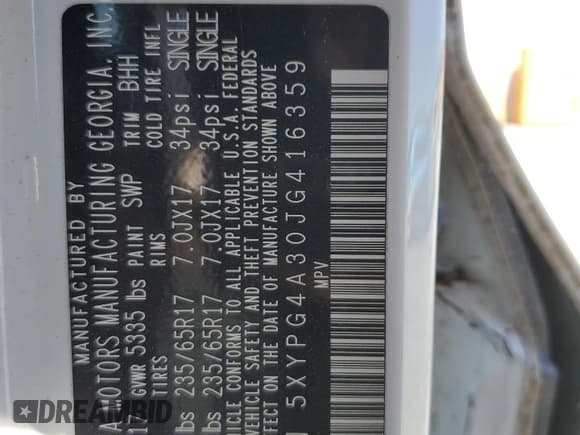 MANUFACTURED BY
MOTORS MANUFACTURING GEORGIA, INC.
GVWR 5335 lbs PAINT SWP TRIM BHH
TIRES RIMS COLD TIRE INFL
lbs 235/65R17 7.0JX17 34psi SINGLE
lbs 235/65R17 7.0JX17 34psi SINGLE
CONFORMS TO ALL APPLICABLE U.S.A. FEDERAL
VEHICLE SAFETY AND THEFT PREVENTION STANDARDS
EFFECT ON THE DATE OF MANUFACTURE SHOWN ABOVE
5XYPG4A30JG416359
MPV
DREAMBID